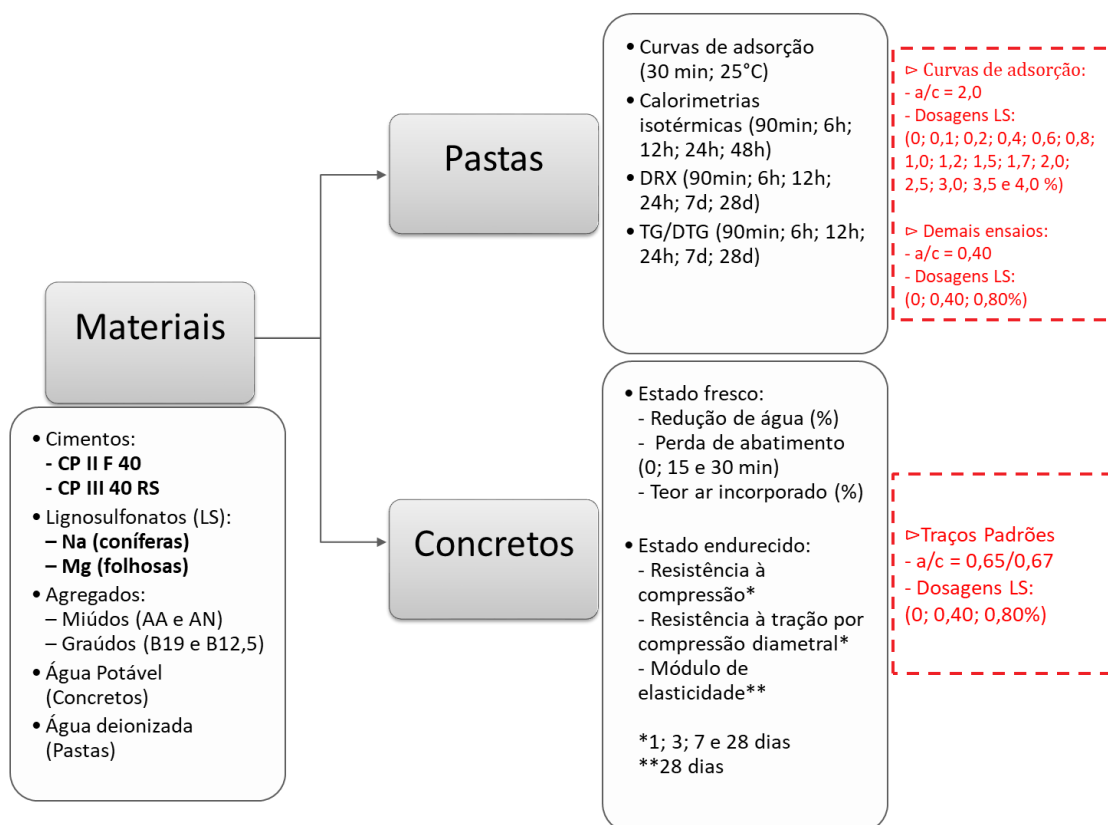 Materiais
• Cimentos:
- CP II F 40
- CP III 40 RS
• Lignosulfonatos (LS):
– Na (coníferas)
– Mg (folhosas)
• Agregados:
– Miúdos (AA e AN)
– Graúdos (B19 e B12,5)
• Água Potável
(Concretos)
• Água deionizada
(Pastas)
Pastas
• Curvas de adsorção
(30 min; 25°C)
• Calorimetrias
isotérmicas (90min; 6h;
12h; 24h; 48h)
• DRX (90min; 6h; 12h;
24h; 7d; 28d)
• TG/DTG (90min; 6h; 12h;
24h; 7d; 28d)
▻ Curvas de adsorção:
- a/c = 2,0
- Dosagens LS:
(0; 0,1; 0,2; 0,4; 0,6; 0,8;
1,0; 1,2; 1,5; 1,7; 2,0;
2,5; 3,0; 3,5 e 4,0 %)
▻ Demais ensaios:
- a/c = 0,40
- Dosagens LS:
(0; 0,40; 0,80%)
Concretos
• Estado fresco:
- Redução de água (%)
- Perda de abatimento
(0; 15 e 30 min)
- Teor ar incorporado (%)
• Estado endurecido:
- Resistência à
compressão*
- Resistência à tração por
compressão diametral*
- Módulo de
elasticidade**
*1; 3; 7 e 28 dias
**28 dias
▻Traços Padrões
- a/c = 0,65/0,67
- Dosagens LS:
(0; 0,40; 0,80%)